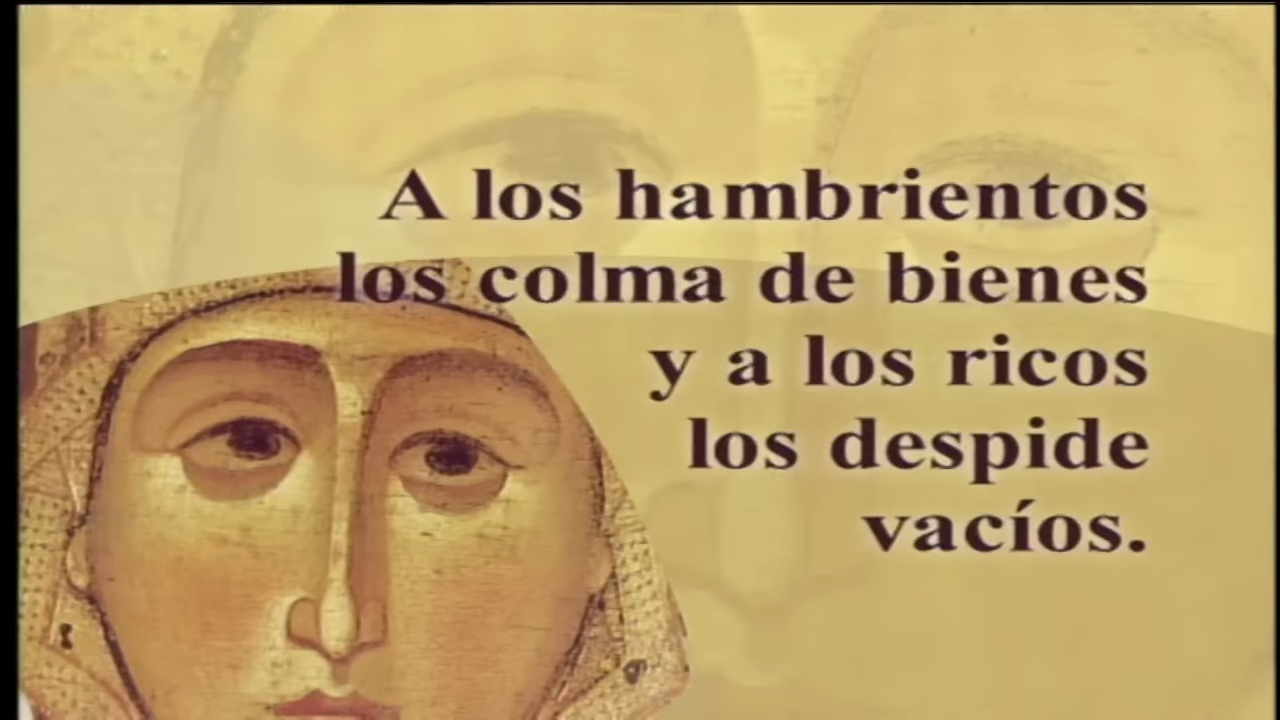 A los hambrientos
los colma de bienes
y a los ricos
los despide
vacíos.